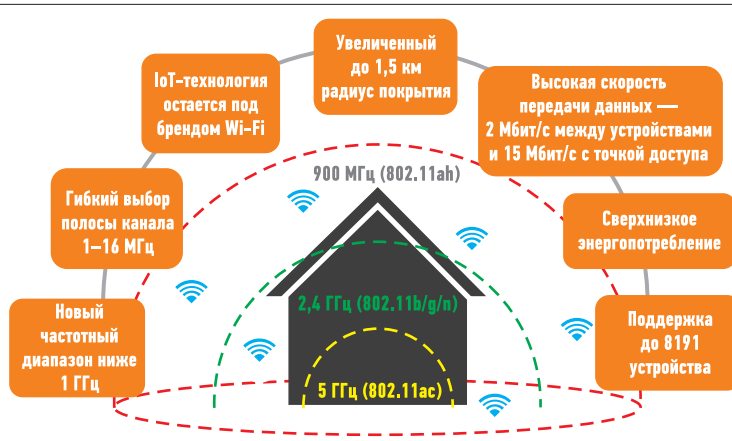 Увеличенный
до 1,5 км
радиус покрытия
IoT-технология
остается под
брендом Wi-Fi
Высокая скорость
передачи данных —
2 Мбит/с между устройствами
и 15 Мбит/с с точкой доступа
900 МГц (802.11ah)
Гибкий выбор
полосы канала
1–16 МГц
Сверхнизкое
энергопотребление
Новый
частотный
диапазон ниже
1 ГГц
2,4 ГГц (802.11b/g/n)
Поддержка
до 8191
устройства
5 ГГц (802.11ac)